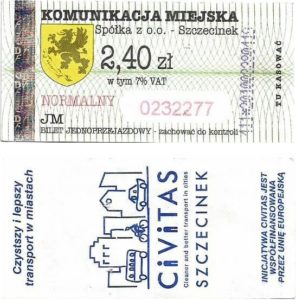 KOMUNIKACJA MIEJSKA
Spółka z o.o. - Szczecinek
2,40 zł
w tym 7% VAT
NORMALNY
0232277
JM
BILET JEDNOPRZEJAZDOWY - zachować do kontroli
TU KASOWAĆ
Czystszy i lepszy
transport w miastach
CiViTAS
Cleaner and better transport in cities
SZCZECINEK
INICJATYWA CIVITAS JEST
WSPÓŁFINANSOWANA
PRZEZ UNIĘ EUROPEJSKĄ